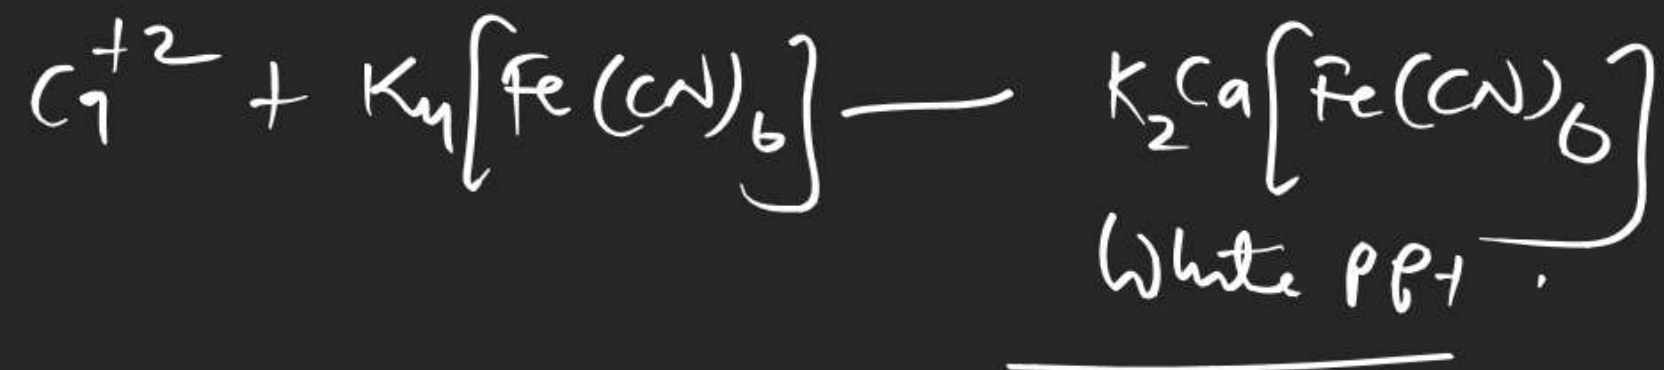 Ca⁺² + K₄[Fe(CN)₆] — K₂Ca[Fe(CN)₆]
White ppt.